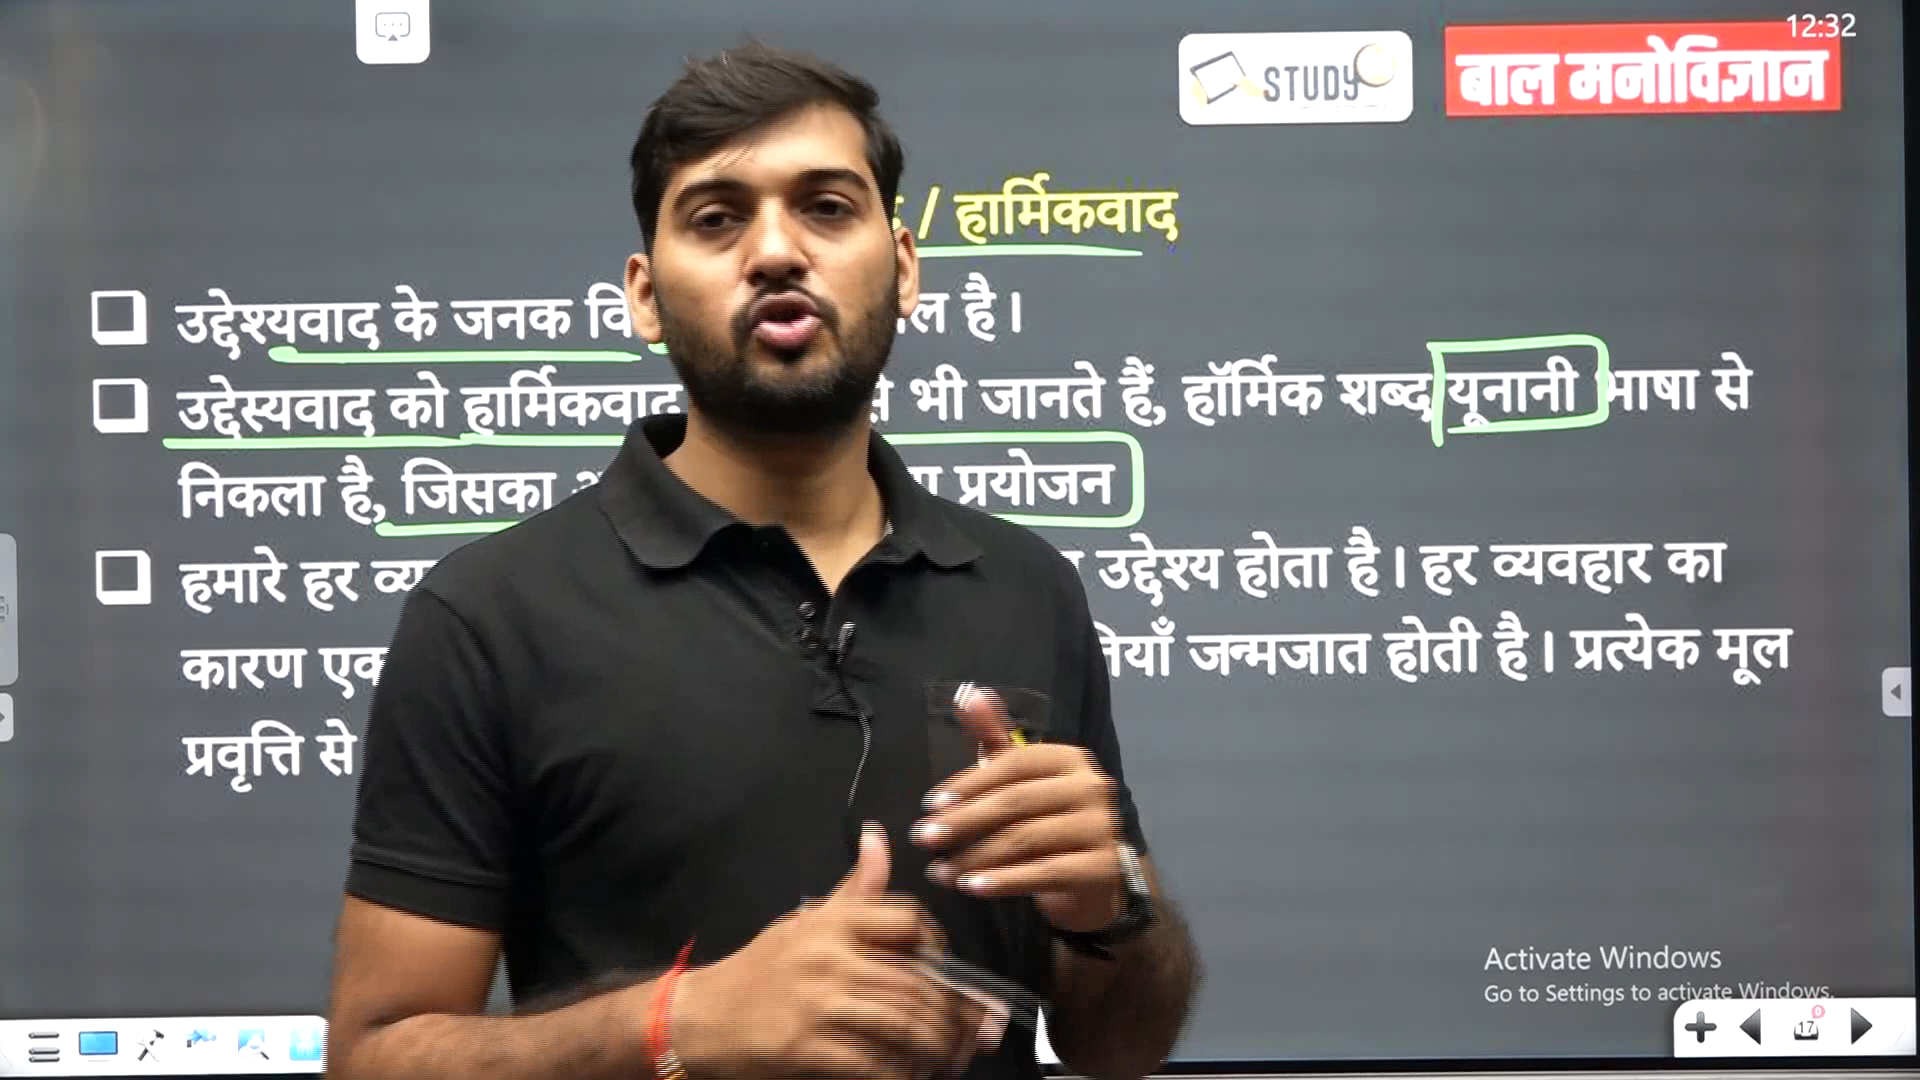 12:32
STUDY
बाल मनोविज्ञान
/ हार्मिकवाद
उद्देश्यवाद के जनक है।
उद्देस्यवाद को हार्मिकवाद भी जानते हैं, हॉर्मिक शब्द यूनानी भाषा से
निकला है, जिसका प्रयोजन
हमारे हर उद्देश्य होता है। हर व्यवहार का
कारण जन्मजात होती है। प्रत्येक मूल
प्रवृत्ति से
Activate Windows
Go to Settings to activate Windows.
17